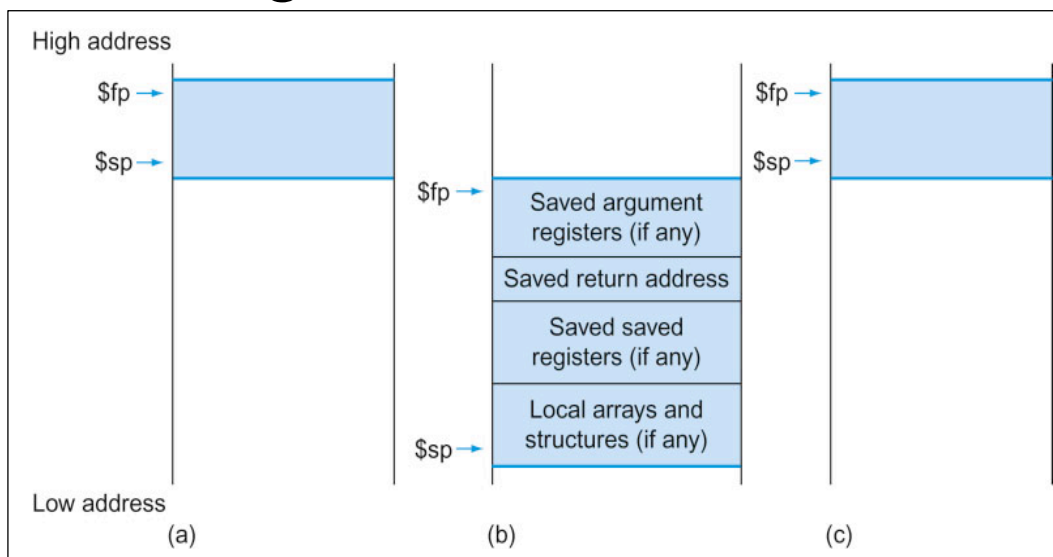 High address
$fp
$sp
$fp
Saved argument
registers (if any)
Saved return address
Saved saved
registers (if any)
Local arrays and
structures (if any)
$sp
$fp
$sp
Low address
(a)
(b)
(c)